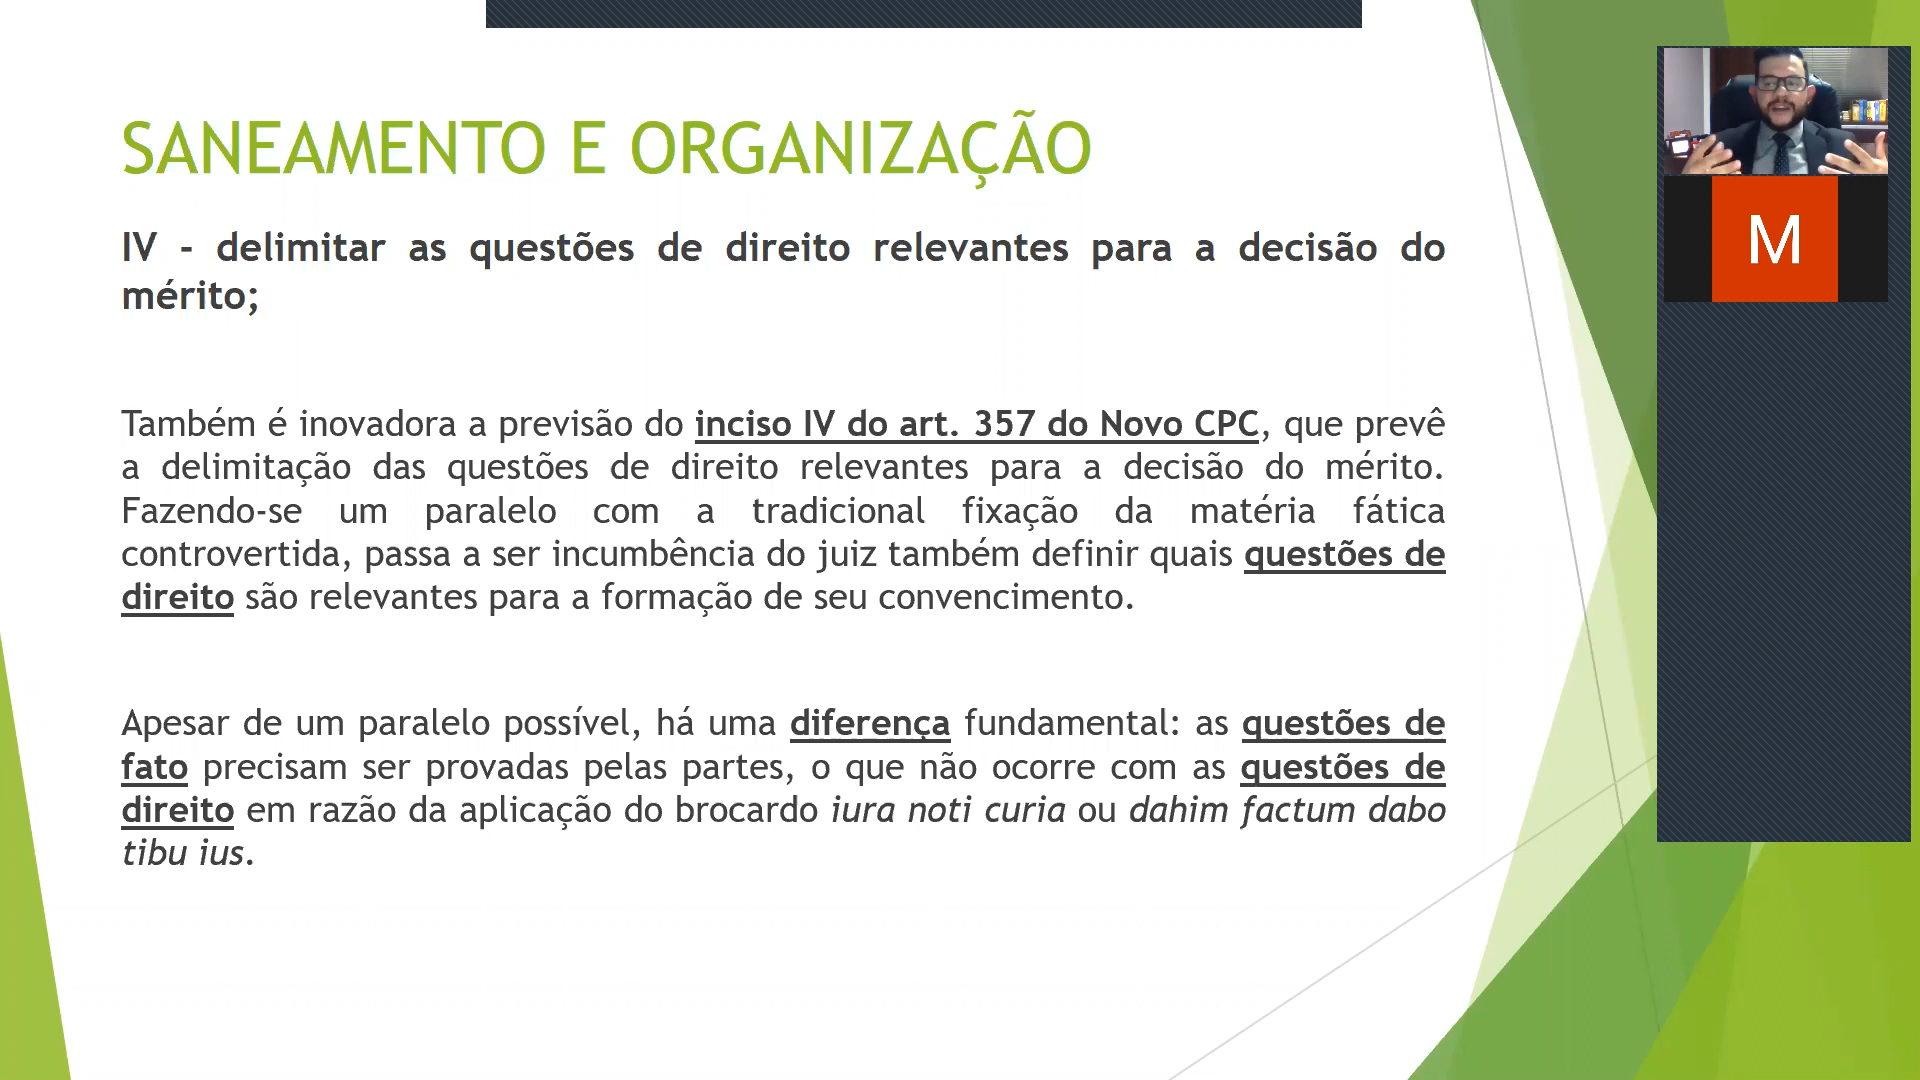 SANEAMENTO E ORGANIZAÇÃO
IV - delimitar as questões de direito relevantes para a decisão do
mérito;
Também é inovadora a previsão do inciso IV do art. 357 do Novo CPC, que prevê
a delimitação das questões de direito relevantes para a decisão do mérito.
Fazendo-se um paralelo com a tradicional fixação da matéria fática
controvertida, passa a ser incumbência do juiz também definir quais questões de
direito são relevantes para a formação de seu convencimento.
Apesar de um paralelo possível, há uma diferença fundamental: as questões de
fato precisam ser provadas pelas partes, o que não ocorre com as questões de
direito em razão da aplicação do brocardo iura noti curia ou dahim factum dabo
tibu ius.
M